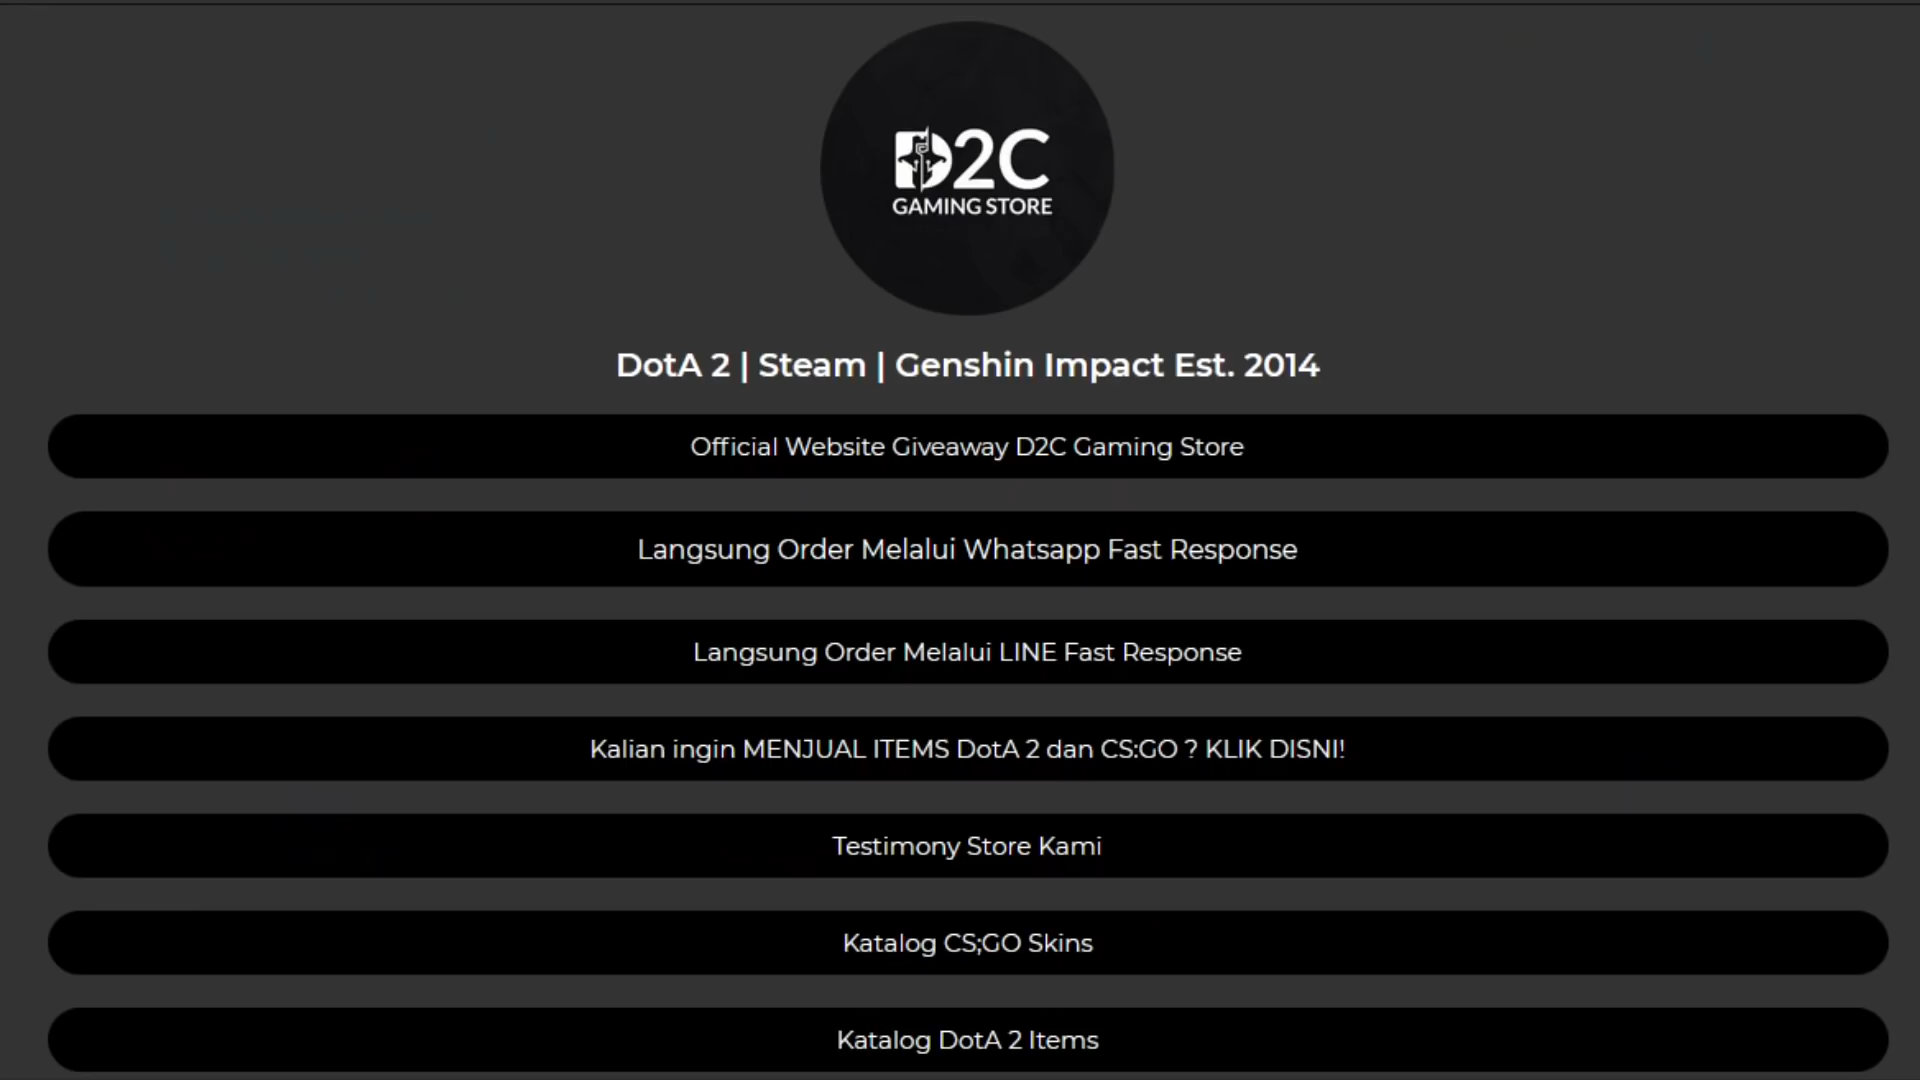 D2C
GAMING STORE
DotA 2 | Steam | Genshin Impact Est. 2014
Official Website Giveaway D2C Gaming Store
Langsung Order Melalui Whatsapp Fast Response
Langsung Order Melalui LINE Fast Response
Kalian ingin MENJUAL ITEMS DotA 2 dan CS:GO ? KLIK DISNI!
Testimony Store Kami
Katalog CS;GO Skins
Katalog DotA 2 Items